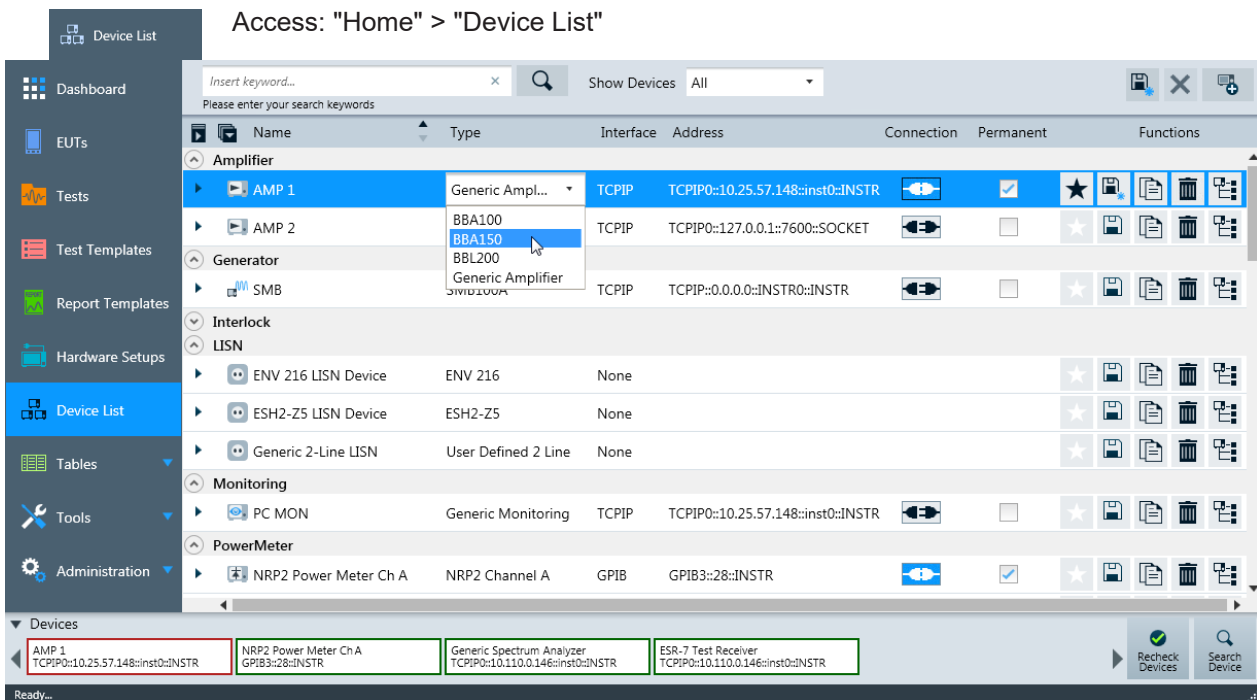 Access: "Home" > "Device List"
Device List
Dashboard
EUTs
Tests
Test Templates
REPORT
Report Templates
Hardware Setups
Device List
Tables
Tools
Administration
Insert keyword...
Show Devices All
Please enter your search keywords
Name Type Interface Address Connection Permanent Functions
Amplifier
AMP 1 Generic Ampl... TCPIP TCPIP0::10.25.57.148::inst0::INSTR
BBA100
AMP 2 TCPIP TCPIP0::127.0.0.1::7600::SOCKET
BBA150
BBL200
Generic Amplifier
Generator
SMB SMB100A TCPIP TCPIP::0.0.0.0::INSTR0::INSTR
Interlock
LISN
ENV 216 LISN Device ENV 216 None
ESH2-Z5 LISN Device ESH2-Z5 None
Generic 2-Line LISN User Defined 2 Line None
Monitoring
PC MON Generic Monitoring TCPIP TCPIP0::10.25.57.148::inst0::INSTR
PowerMeter
NRP2 Power Meter Ch A NRP2 Channel A GPIB GPIB3::28::INSTR
Devices
AMP 1
TCPIP0::10.25.57.148::inst0::INSTR
NRP2 Power Meter Ch A
GPIB3::28::INSTR
Generic Spectrum Analyzer
TCPIP0::10.110.0.146::inst0::INSTR
ESR-7 Test Receiver
TCPIP0::10.110.0.146::inst0::INSTR
Recheck
Devices
Search
Device
Ready...